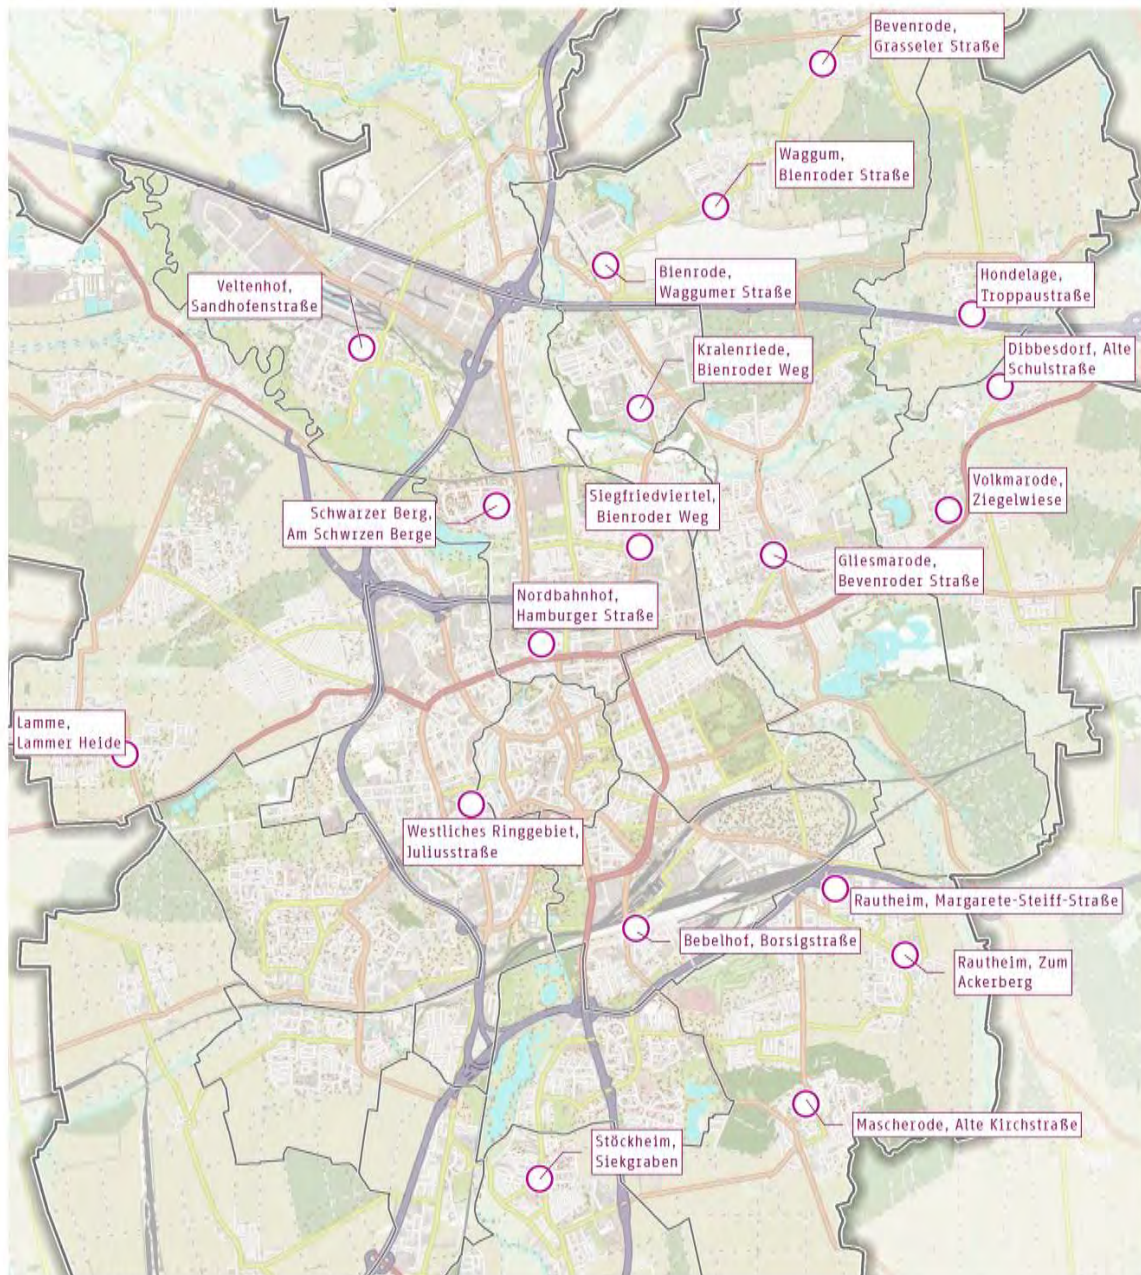 Bevenrode,
Grasseler Straße
Waggum,
Bienroder Straße
Bienrode,
Waggumer Straße
Hondelage,
Troppaustraße
Veltenhof,
Sandhofenstraße
Dibbesdorf, Alte
Schulstraße
Kralenriede,
Bienroder Weg
Volkmarode,
Ziegelwiese
Siegfriedviertel,
Bienroder Weg
Schwarzer Berg,
Am Schwrzen Berge
Gliesmarode,
Bevenroder Straße
Nordbahnhof,
Hamburger Straße
Lamme,
Lammer Heide
Westliches Ringgebiet,
Juliusstraße
Rautheim, Margarete-Steiff-Straße
Bebelhof, Borsigstraße
Rautheim, Zum
Ackerberg
Mascherode, Alte Kirchstraße
Stöckheim,
Siekgraben